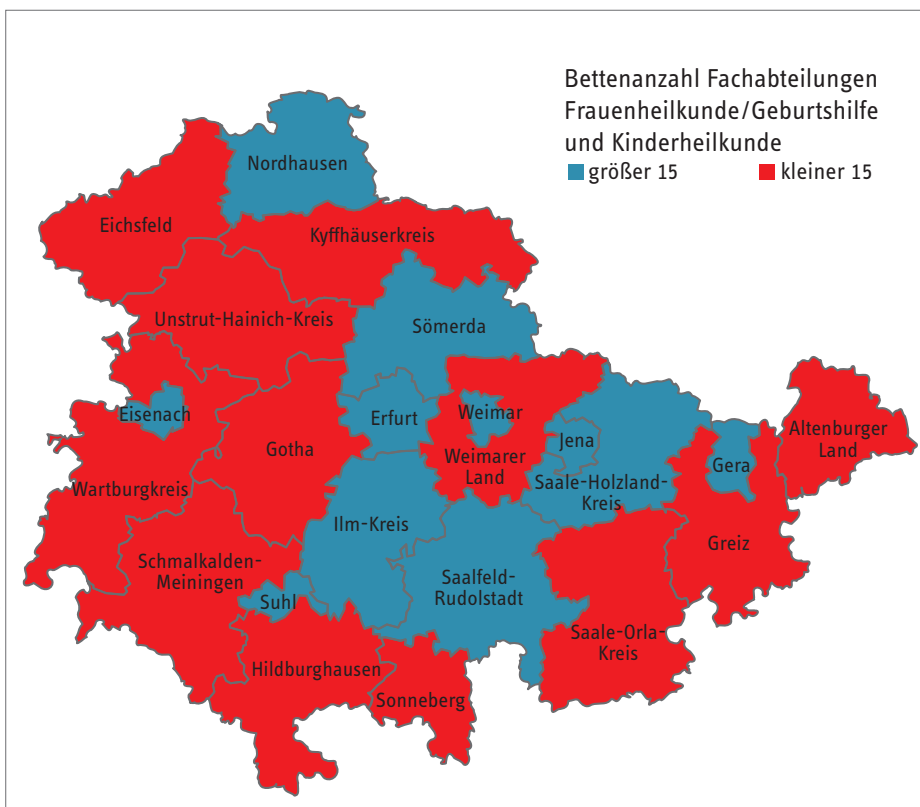 Bettenanzahl Fachabteilungen
Frauenheilkunde/Geburtshilfe
und Kinderheilkunde
größer 15
kleiner 15
Nordhausen
Eichsfeld
Kyffhäuserkreis
Unstrut-Hainich-Kreis
Sömerda
Eisenach
Erfurt
Weimar
Altenburger
Land
Gotha
Jena
Weimarer
Land
Gera
Wartburgkreis
Saale-Holzland-
Kreis
Ilm-Kreis
Greiz
Schmalkalden-
Meiningen
Saalfeld-
Rudolstadt
Suhl
Saale-Orla-
Kreis
Hildburghausen
Sonneberg